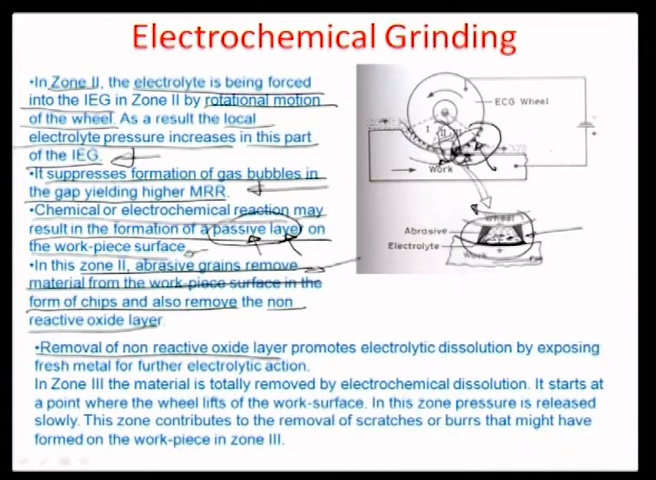 Electrochemical Grinding
•In Zone II, the electrolyte is being forced
into the IEG in Zone II by rotational motion
of the wheel. As a result the local
electrolyte pressure increases in this part
of the IEG.
•It suppresses formation of gas bubbles in
the gap yielding higher MRR.
•Chemical or electrochemical reaction may
result in the formation of a passive layer on
the work-piece surface.
•In this zone II, abrasive grains remove
material from the work-piece surface in the
form of chips and also remove the non
reactive oxide layer.
ECG Wheel
I II
Work
Wheel
Abrasive
Electrolyte
Work
•Removal of non reactive oxide layer promotes electrolytic dissolution by exposing
fresh metal for further electrolytic action.
In Zone III the material is totally removed by electrochemical dissolution. It starts at
a point where the wheel lifts of the work-surface. In this zone pressure is released
slowly. This zone contributes to the removal of scratches or burrs that might have
formed on the work-piece in zone III.